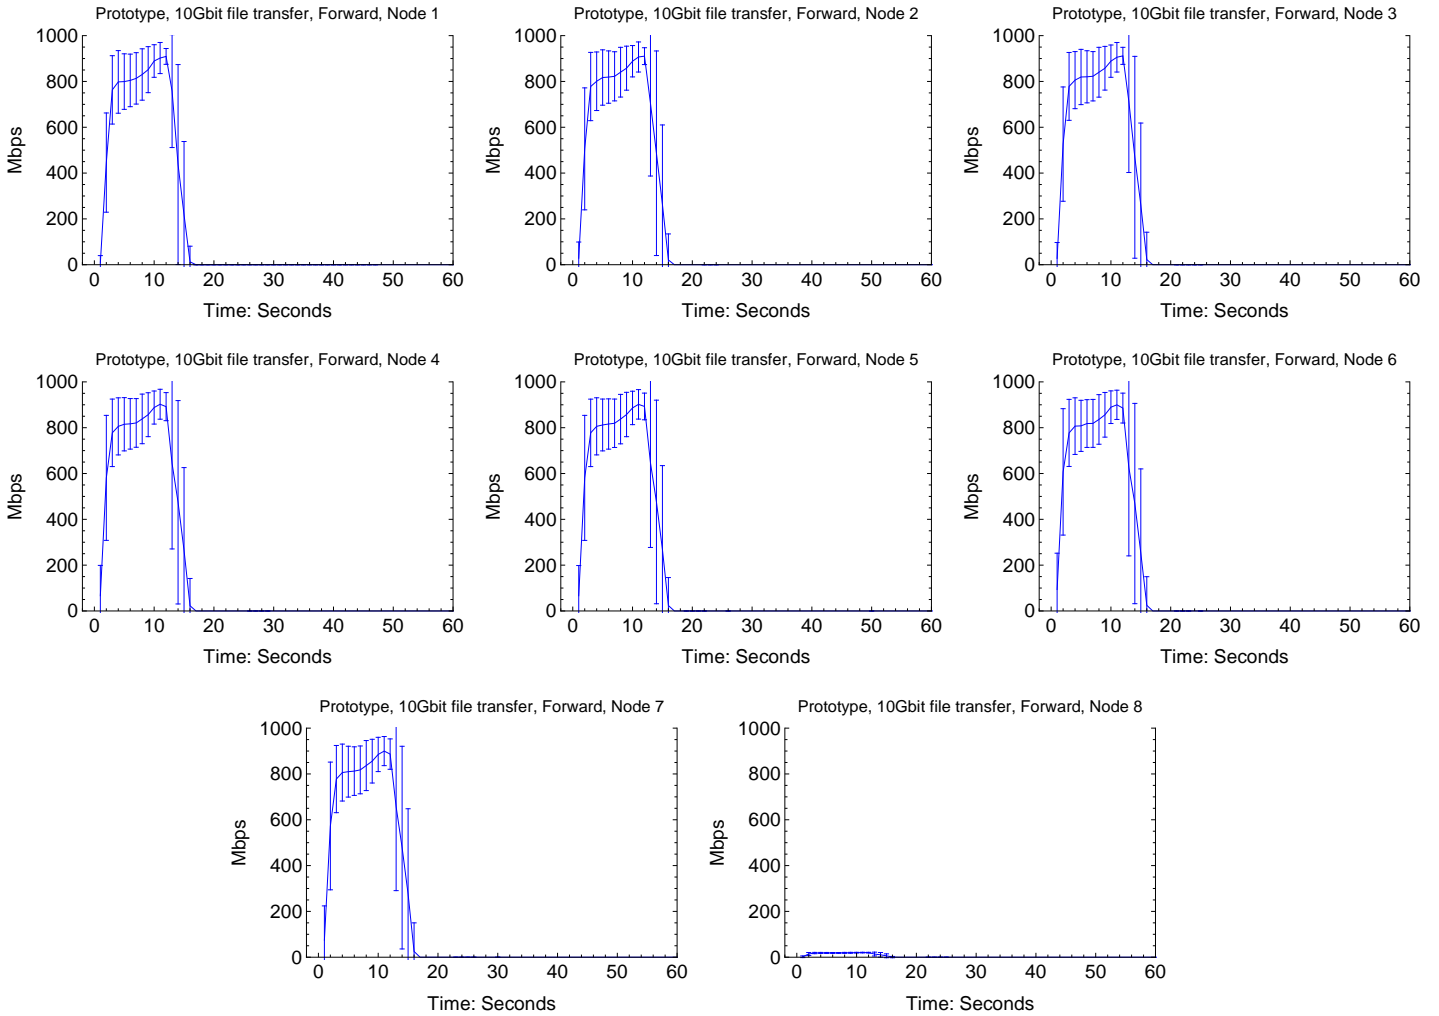 Prototype, 10Gbit file transfer, Forward, Node 1
1000
800
600
400
200
0
Mbps
0 10 20 30 40 50 60
Time: Seconds
Prototype, 10Gbit file transfer, Forward, Node 2
1000
800
600
400
200
0
Mbps
0 10 20 30 40 50 60
Time: Seconds
Prototype, 10Gbit file transfer, Forward, Node 3
1000
800
600
400
200
0
Mbps
0 10 20 30 40 50 60
Time: Seconds
Prototype, 10Gbit file transfer, Forward, Node 4
1000
800
600
400
200
0
Mbps
0 10 20 30 40 50 60
Time: Seconds
Prototype, 10Gbit file transfer, Forward, Node 5
1000
800
600
400
200
0
Mbps
0 10 20 30 40 50 60
Time: Seconds
Prototype, 10Gbit file transfer, Forward, Node 6
1000
800
600
400
200
0
Mbps
0 10 20 30 40 50 60
Time: Seconds
Prototype, 10Gbit file transfer, Forward, Node 7
1000
800
600
400
200
0
Mbps
0 10 20 30 40 50 60
Time: Seconds
Prototype, 10Gbit file transfer, Forward, Node 8
1000
800
600
400
200
0
Mbps
0 10 20 30 40 50 60
Time: Seconds